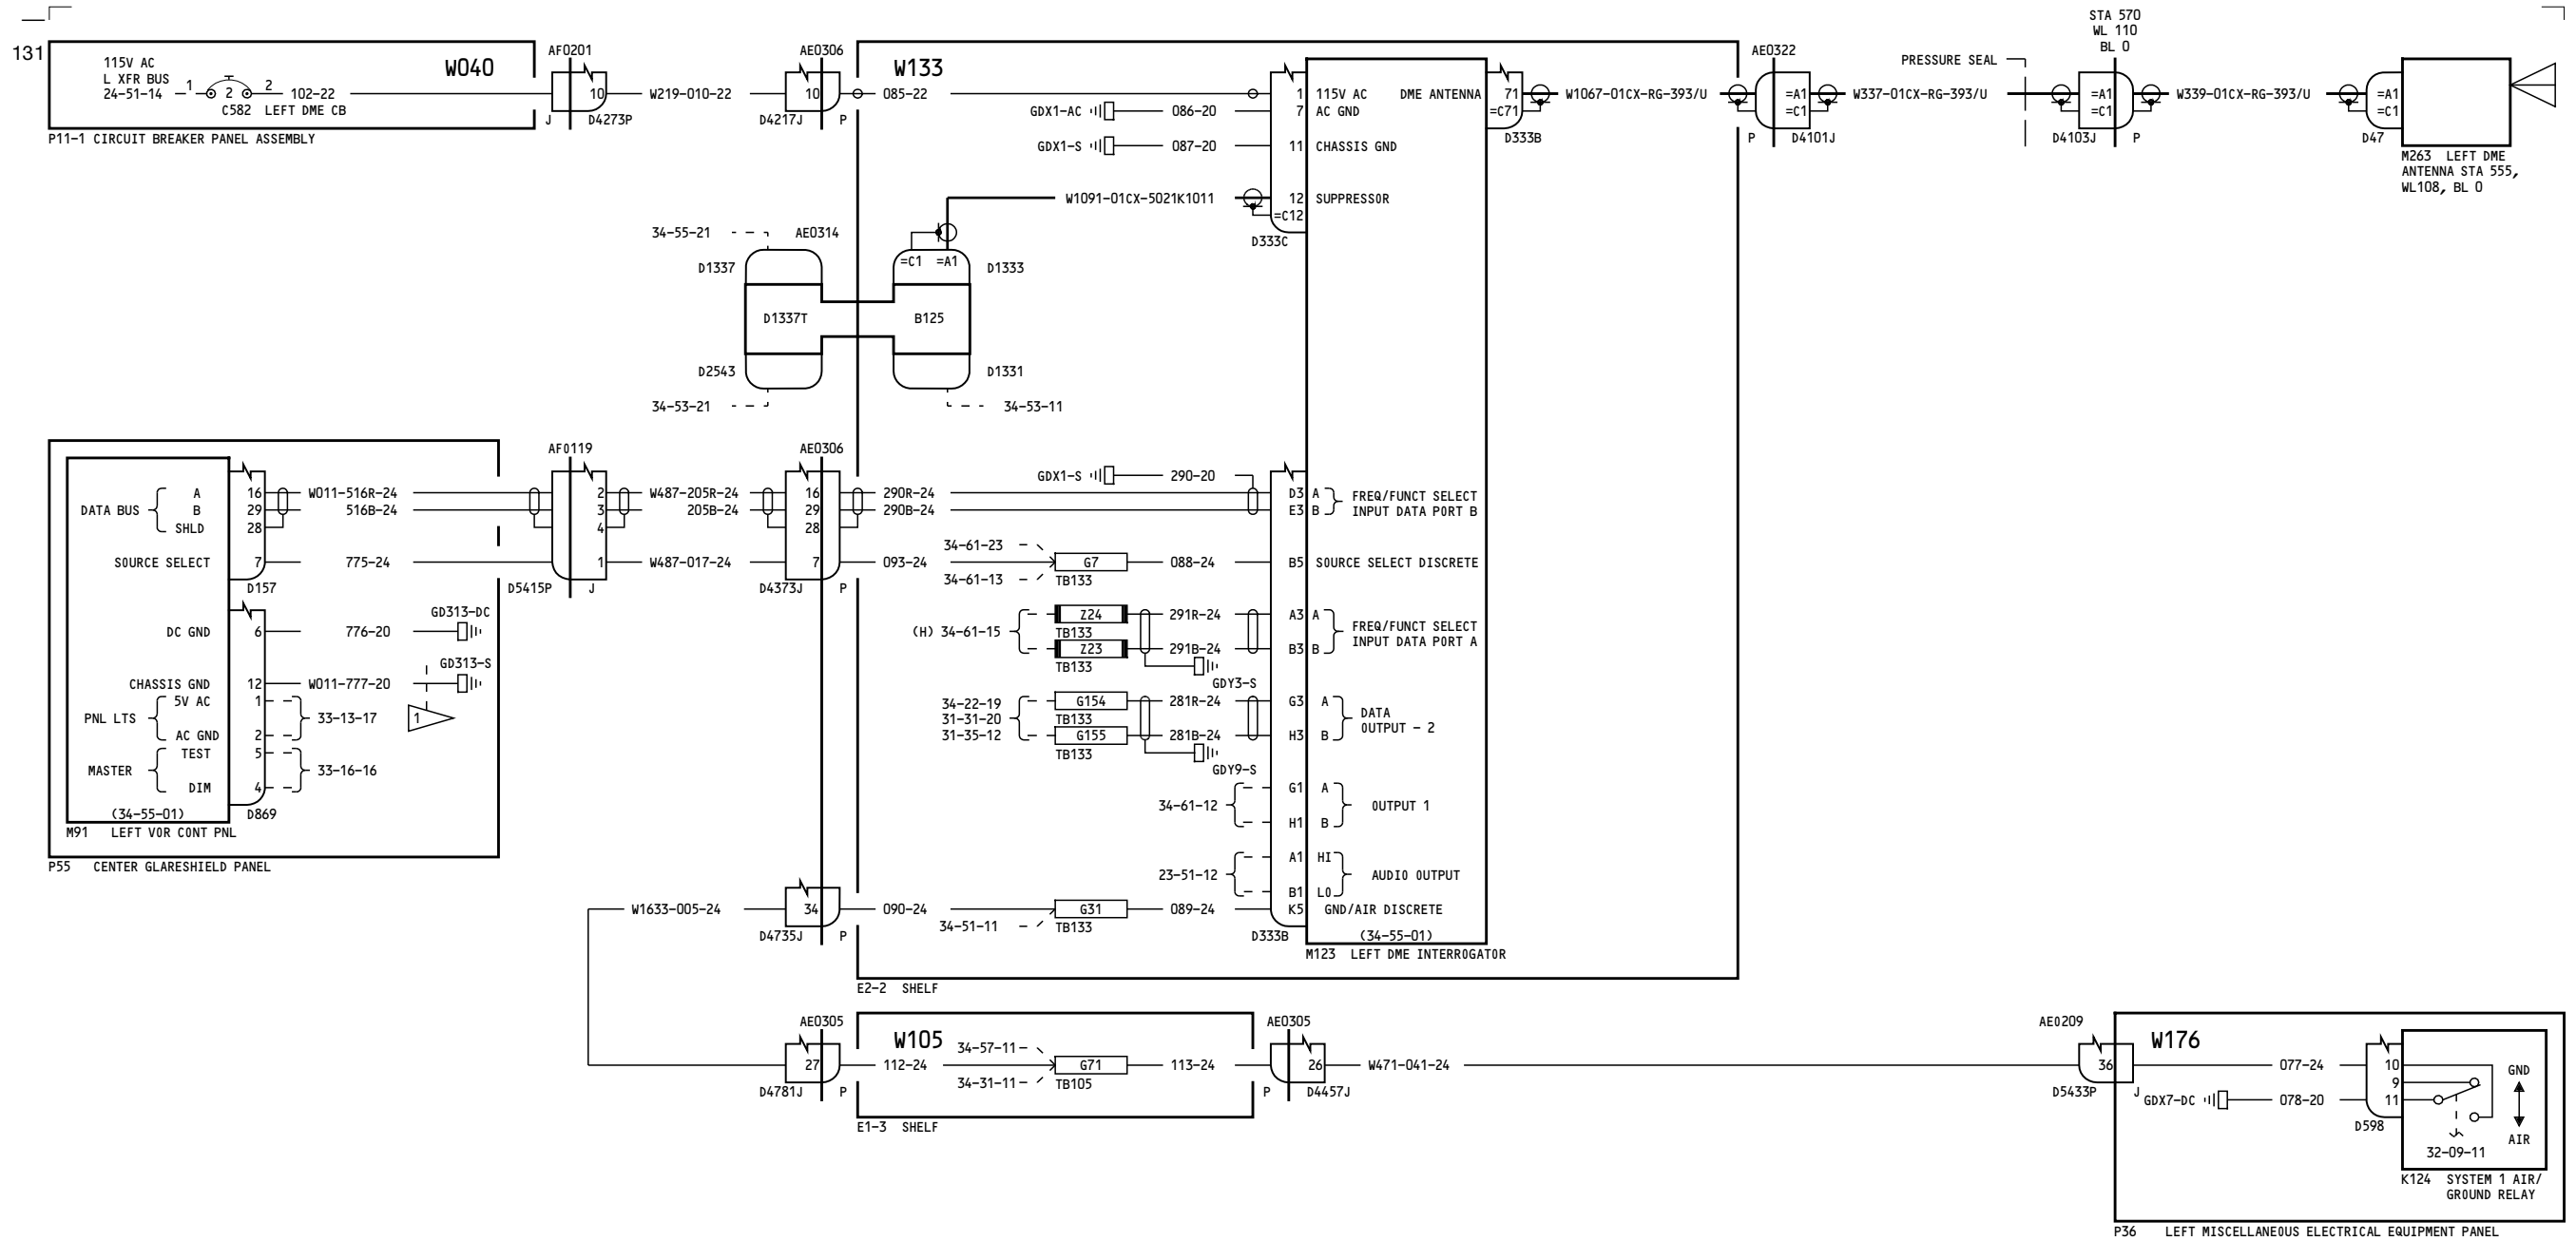 131
115V AC
L XFR BUS
24-51-14
1
2
2
102-22
C582 LEFT DME CB
W040
P11-1 CIRCUIT BREAKER PANEL ASSEMBLY
AF0201
10
J
D4273P
W219-010-22
AE0306
10
D4217J
P
W133
085-22
1
115V AC
GDX1-AC
086-20
7
AC GND
GDX1-S
087-20
11
CHASSIS GND
W1091-01CX-5021K1011
12
SUPPRESSOR
=C12
D333C
DME ANTENNA
71
=C71
D333B
W1067-01CX-RG-393/U
AE0322
=A1
=C1
P
D4101J
W337-01CX-RG-393/U
PRESSURE SEAL
STA 570
WL 110
BL 0
=A1
=C1
D4103J
P
W339-01CX-RG-393/U
=A1
=C1
D47
M263 LEFT DME
ANTENNA STA 555,
WL108, BL 0
34-55-21
AE0314
D1337
=C1
=A1
D1333
D1337T
B125
D2543
D1331
34-53-21
34-53-11
DATA BUS
A
B
SHLD
SOURCE SELECT
16
29
28
7
D157
W011-516R-24
516B-24
775-24
AF0119
2
3
4
1
D5415P
J
W487-205R-24
205B-24
W487-017-24
AE0306
16
29
28
7
D4373J
P
290R-24
290B-24
093-24
GDX1-S
290-20
D3
A
E3
B
FREQ/FUNCT SELECT
INPUT DATA PORT B
34-61-23
34-61-13
G7
TB133
088-24
B5
SOURCE SELECT DISCRETE
DC GND
6
776-20
GD313-DC
CHASSIS GND
12
W011-777-20
GD313-S
PNL LTS
5V AC
AC GND
1
2
33-13-17
1
MASTER
TEST
DIM
5
4
33-16-16
(34-55-01)
D869
M91 LEFT VOR CONT PNL
P55 CENTER GLARESHIELD PANEL
(H) 34-61-15
Z24
TB133
Z23
TB133
291R-24
291B-24
GDY3-S
A3
A
B3
B
FREQ/FUNCT SELECT
INPUT DATA PORT A
34-22-19
31-31-20
31-35-12
G154
TB133
G155
TB133
281R-24
281B-24
GDY9-S
G3
A
H3
B
DATA
OUTPUT - 2
34-61-12
G1
A
H1
B
OUTPUT 1
23-51-12
A1
HI
B1
LO
AUDIO OUTPUT
W1633-005-24
34
D4735J
P
090-24
34-51-11
G31
TB133
089-24
K5
GND/AIR DISCRETE
D333B
(34-55-01)
M123 LEFT DME INTERROGATOR
E2-2 SHELF
AE0305
27
D4781J
P
W105
112-24
34-57-11
34-31-11
G71
TB105
113-24
E1-3 SHELF
AE0305
26
P
D4457J
W471-041-24
AE0209
36
D5433P
J
W176
077-24
GDX7-DC
078-20
10
9
11
D598
GND
AIR
32-09-11
K124 SYSTEM 1 AIR/
GROUND RELAY
P36 LEFT MISCELLANEOUS ELECTRICAL EQUIPMENT PANEL